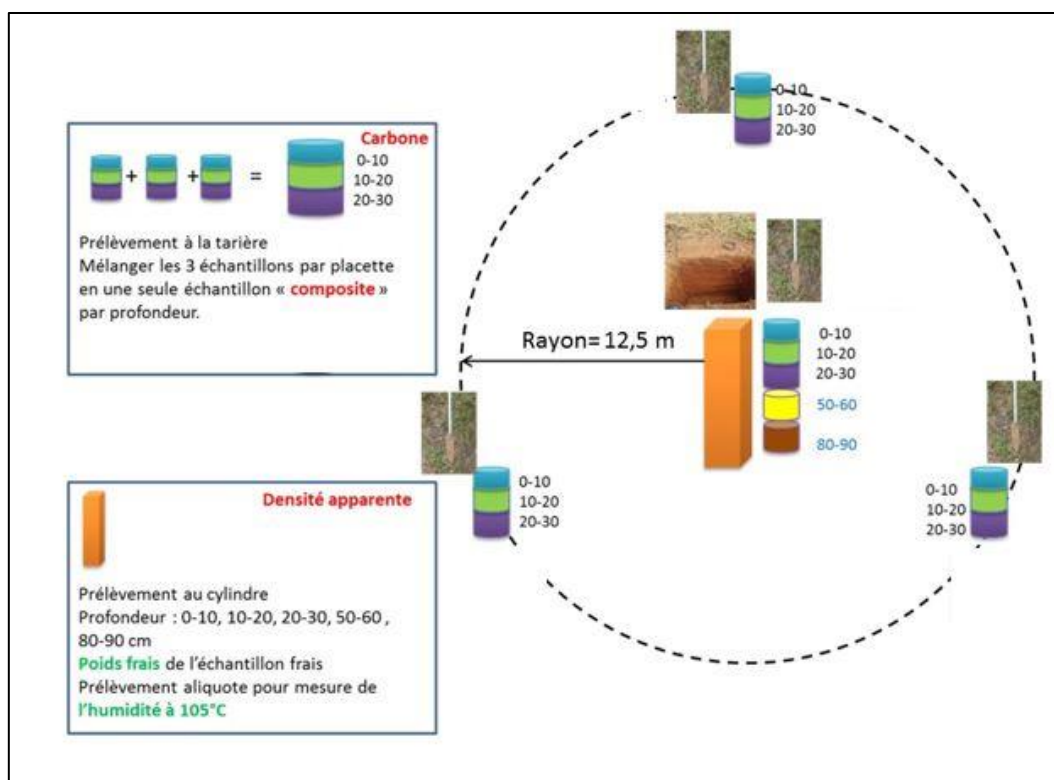 Carbone
0-10
10-20
20-30
+ + =
Prélèvement à la tarière
Mélanger les 3 échantillons par placette
en une seule échantillon « composite »
par profondeur.
Densité apparente
Prélèvement au cylindre
Profondeur : 0-10, 10-20, 20-30, 50-60 ,
80-90 cm
Poids frais de l'échantillon frais
Prélèvement aliquote pour mesure de
l'humidité à 105°C
0-10
10-20
20-30
Rayon= 12,5 m
0-10
10-20
20-30
50-60
80-90
0-10
10-20
20-30
0-10
10-20
20-30